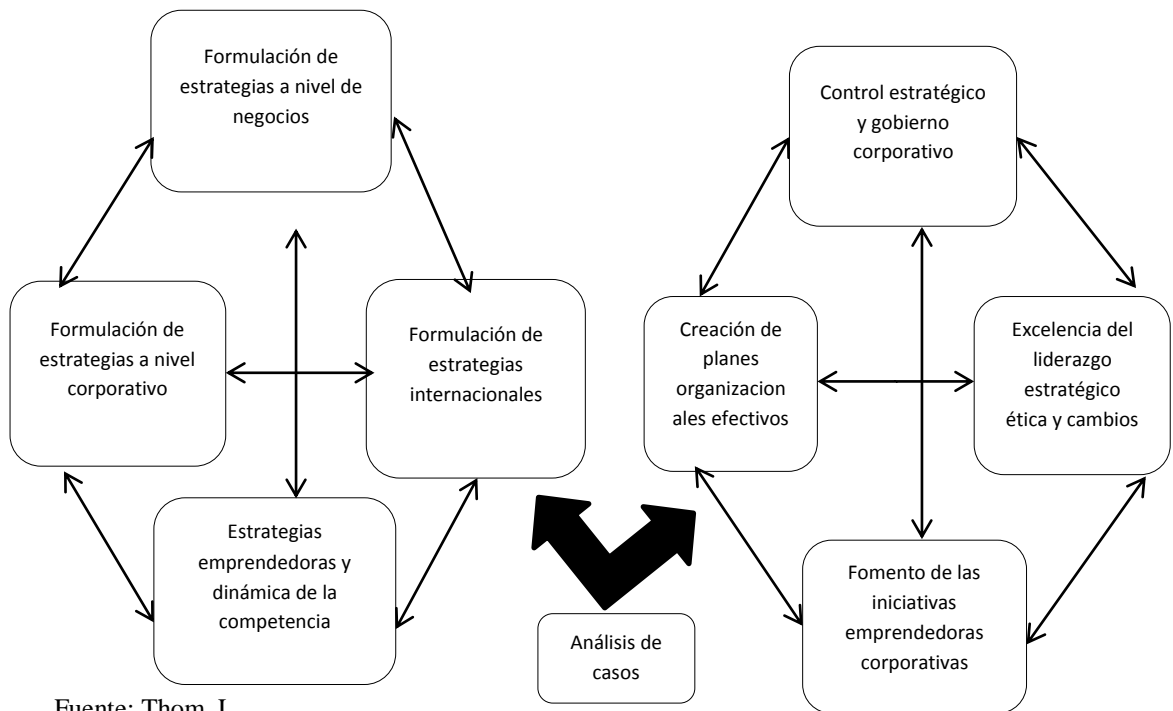 Formulación de
estrategias a nivel de
negocios
Control estratégico
y gobierno
corporativo
Formulación de
estrategias a nivel
corporativo
Formulación de
estrategias
internacionales
Creación de
planes
organizacion
ales efectivos
Excelencia del
liderazgo
estratégico
ética y cambios
Estrategias
emprendedoras y
dinámica de la
competencia
Análisis de
casos
Fomento de las
iniciativas
emprendedoras
corporativas
Fuente: Thom, I